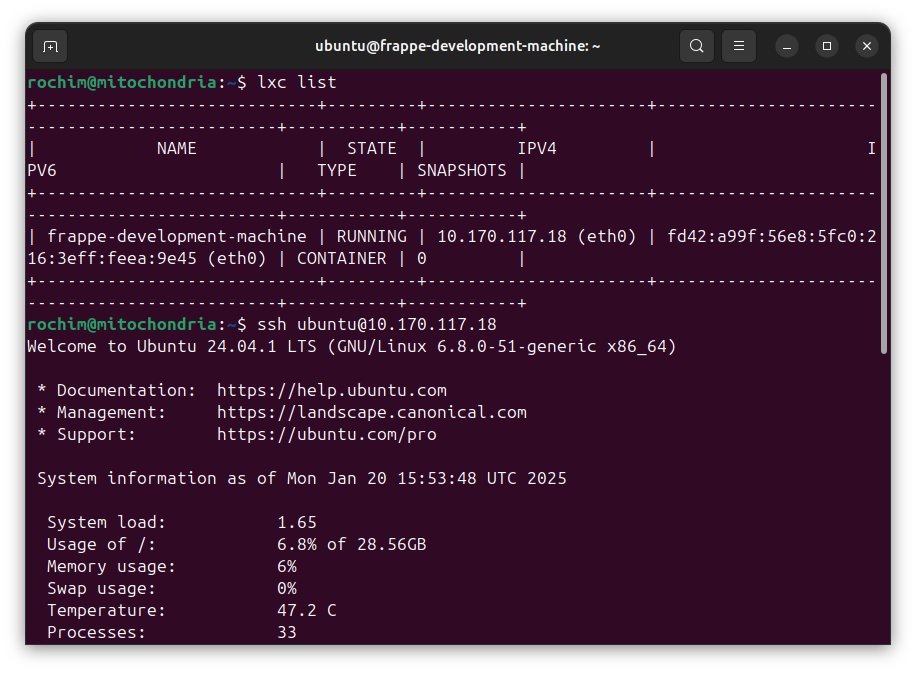 ubuntu@frappe-development-machine: ~
rochim@mitochondria:~$ lxc list
+----------------------------+---------+----------------------+----------------------
-------------------------+-----------+-----------+
|            NAME            |  STATE  |         IPV4         |                     I
PV6                      |   TYPE    | SNAPSHOTS |
+----------------------------+---------+----------------------+----------------------
-------------------------+-----------+-----------+
| frappe-development-machine | RUNNING | 10.170.117.18 (eth0) | fd42:a99f:56e8:5fc0:2
16:3eff:feea:9e45 (eth0) | CONTAINER | 0         |
+----------------------------+---------+----------------------+----------------------
-------------------------+-----------+-----------+
rochim@mitochondria:~$ ssh ubuntu@10.170.117.18
Welcome to Ubuntu 24.04.1 LTS (GNU/Linux 6.8.0-51-generic x86_64)

 * Documentation:  https://help.ubuntu.com
 * Management:     https://landscape.canonical.com
 * Support:        https://ubuntu.com/pro

 System information as of Mon Jan 20 15:53:48 UTC 2025

  System load:           1.65
  Usage of /:            6.8% of 28.56GB
  Memory usage:          6%
  Swap usage:            0%
  Temperature:           47.2 C
  Processes:             33